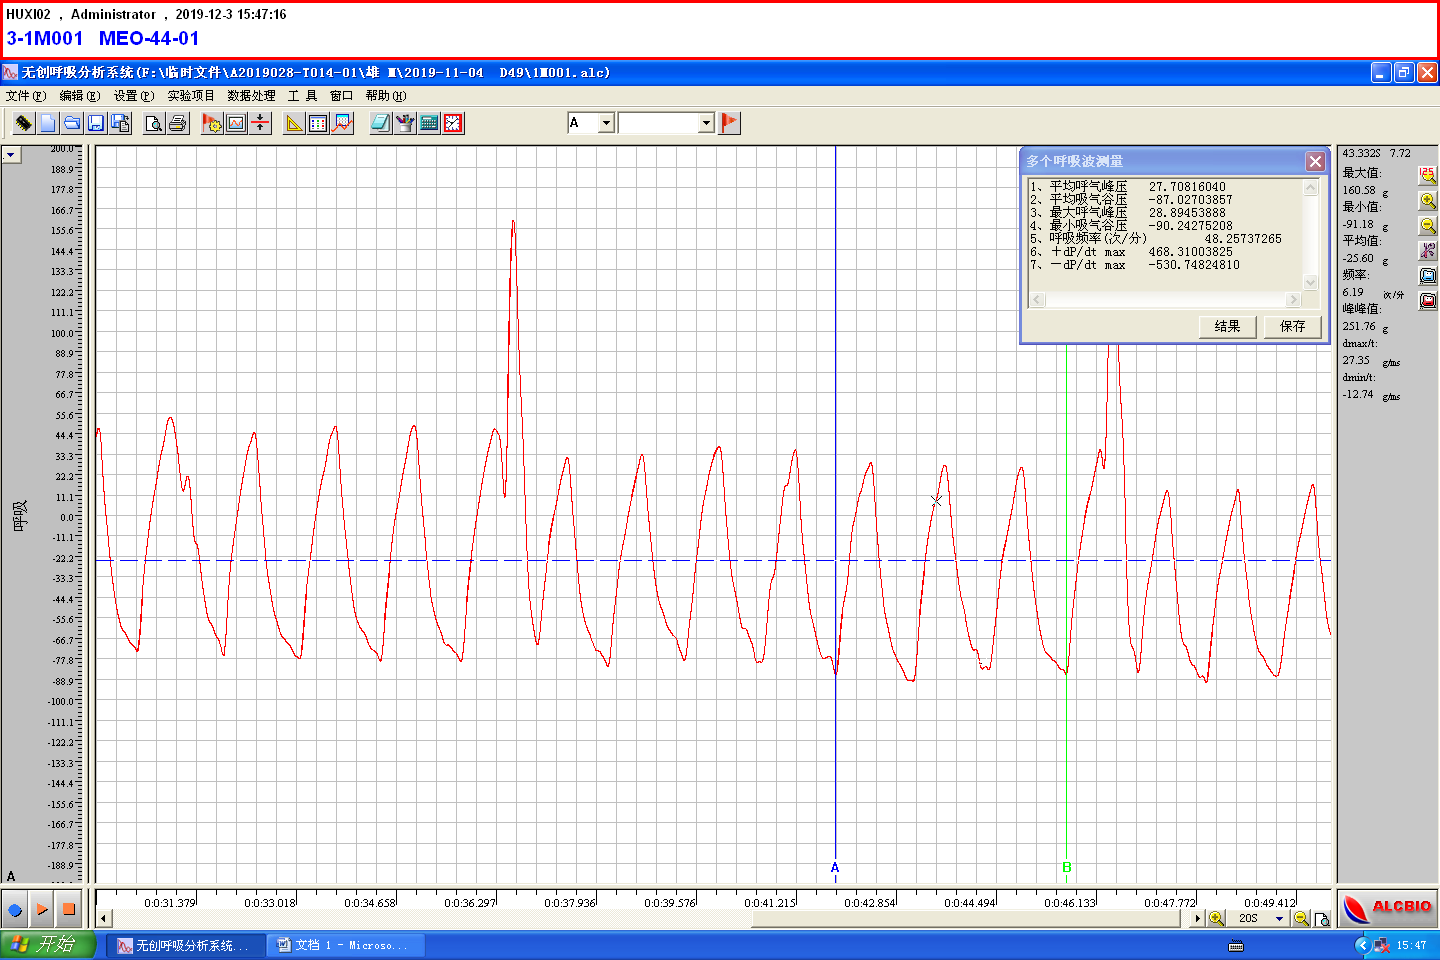 HUXI02 , Administrator , 2019-12-3 15:47:16
3-1M001 MEO-44-01
无创呼吸分析系统(F:\临时文件\A2019028-T014-01\雄 M\2019-11-04 D49\1M001.alc)
文件(F) 编辑(E) 设置(P) 实验项目 数据处理 工 具 窗口 帮助(H)
A
200.0
188.9
177.8
166.7
155.6
144.4
133.3
122.2
111.1
100.0
88.9
77.8
66.7
55.6
44.4
33.3
22.2
11.1
0.0
-11.1
-22.2
-33.3
-44.4
-55.6
-66.7
-77.8
-88.9
-100.0
-111.1
-122.2
-133.3
-144.4
-155.6
-166.7
-177.8
-188.9
呼吸
A
多个呼吸波测量
1、平均呼气峰压 27.70816040
2、平均吸气谷压 -87.02703857
3、最大呼气峰压 28.89453888
4、最小吸气谷压 -90.24275208
5、呼吸频率(次/分) 48.25737265
6、＋dP/dt max 468.31003825
7、－dP/dt max -530.74824810
结果 保存
43.332S 7.72
最大值:
160.58 g
最小值:
-91.18 g
平均值:
-25.60 g
频率:
6.19 次/分
峰峰值:
251.76 g
dmax/t:
27.35 g/ms
dmin/t:
-12.74 g/ms
125
A B
0:0:31.379 0:0:33.018 0:0:34.658 0:0:36.297 0:0:37.936 0:0:39.576 0:0:41.215 0:0:42.854 0:0:44.494 0:0:46.133 0:0:47.772 0:0:49.412
20S
ALCBIO
开始 无创呼吸分析系统... 文档 1 - Microso... 15:47